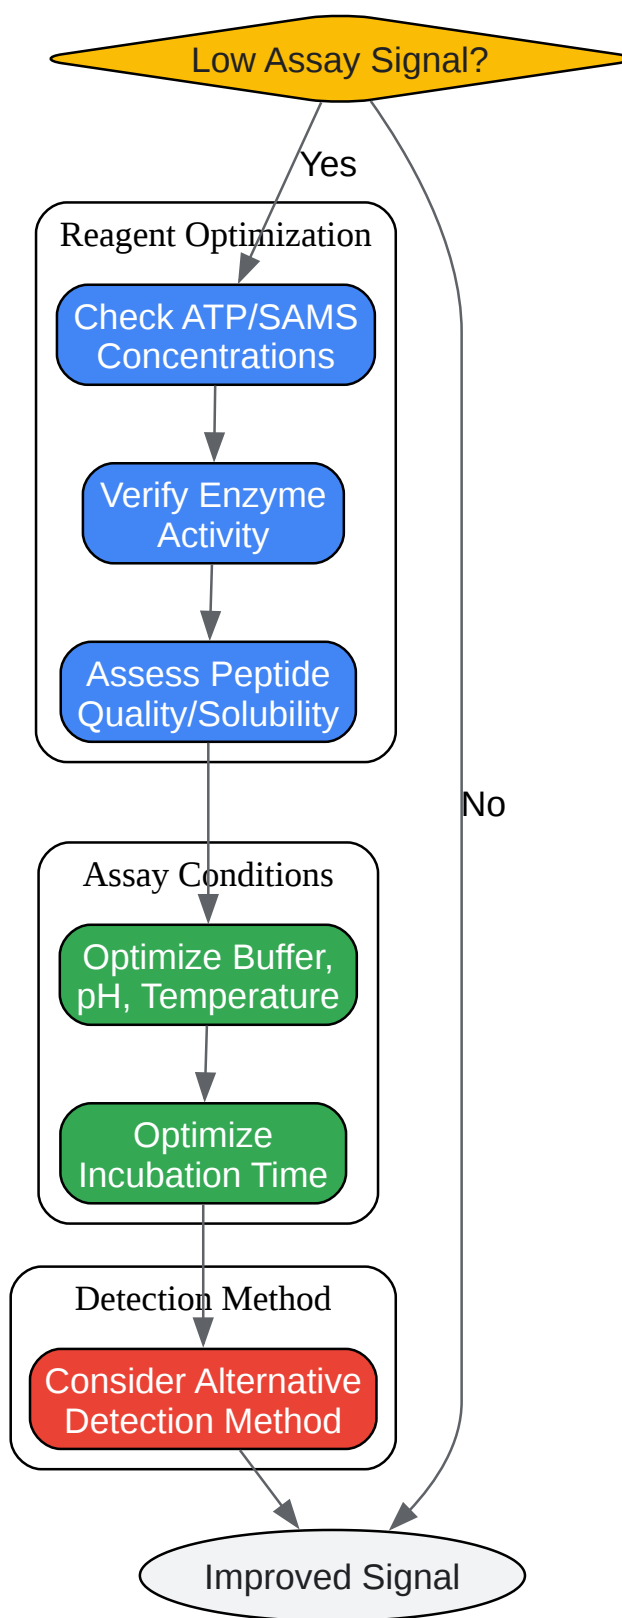 Low Assay Signal?
Yes
Reagent Optimization
Check ATP/SAMS
Concentrations
Verify Enzyme
Activity
Assess Peptide
Quality/Solubility
No
Assay Conditions
Optimize Buffer,
pH, Temperature
Optimize
Incubation Time
Detection Method
Consider Alternative
Detection Method
Improved Signal